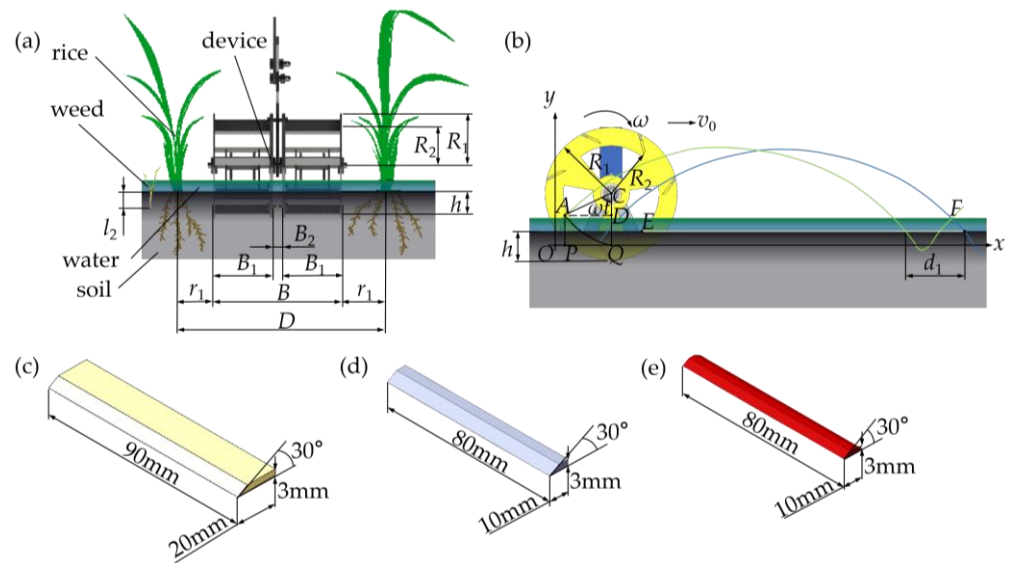 (a)
rice
device
weed
R₂
R₁
h
l₂
water
soil
B₂
B₁
B₁
r₁
B
r₁
D
(b)
y
ω
v₀
R₁
R₂
C
A
ωt
D
E
F
h
O
P
Q
x
d₁
(c)
90mm
30°
3mm
20mm
(d)
80mm
30°
3mm
10mm
(e)
80mm
30°
3mm
10mm